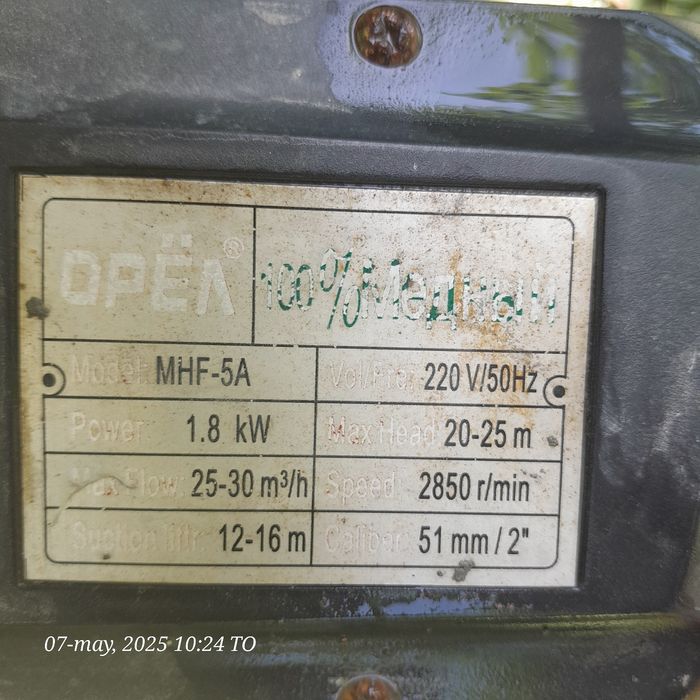 ОРЁЛ®
100% Медный
Model: MHF-5A
Vol/Fre: 220 V/50Hz
Power: 1.8 kW
Max Head: 20-25 m
Max Flow: 25-30 m³/h
Speed: 2850 r/min
Suction lift: 12-16 m
Caliber: 51 mm / 2"
07-may, 2025 10:24 TO